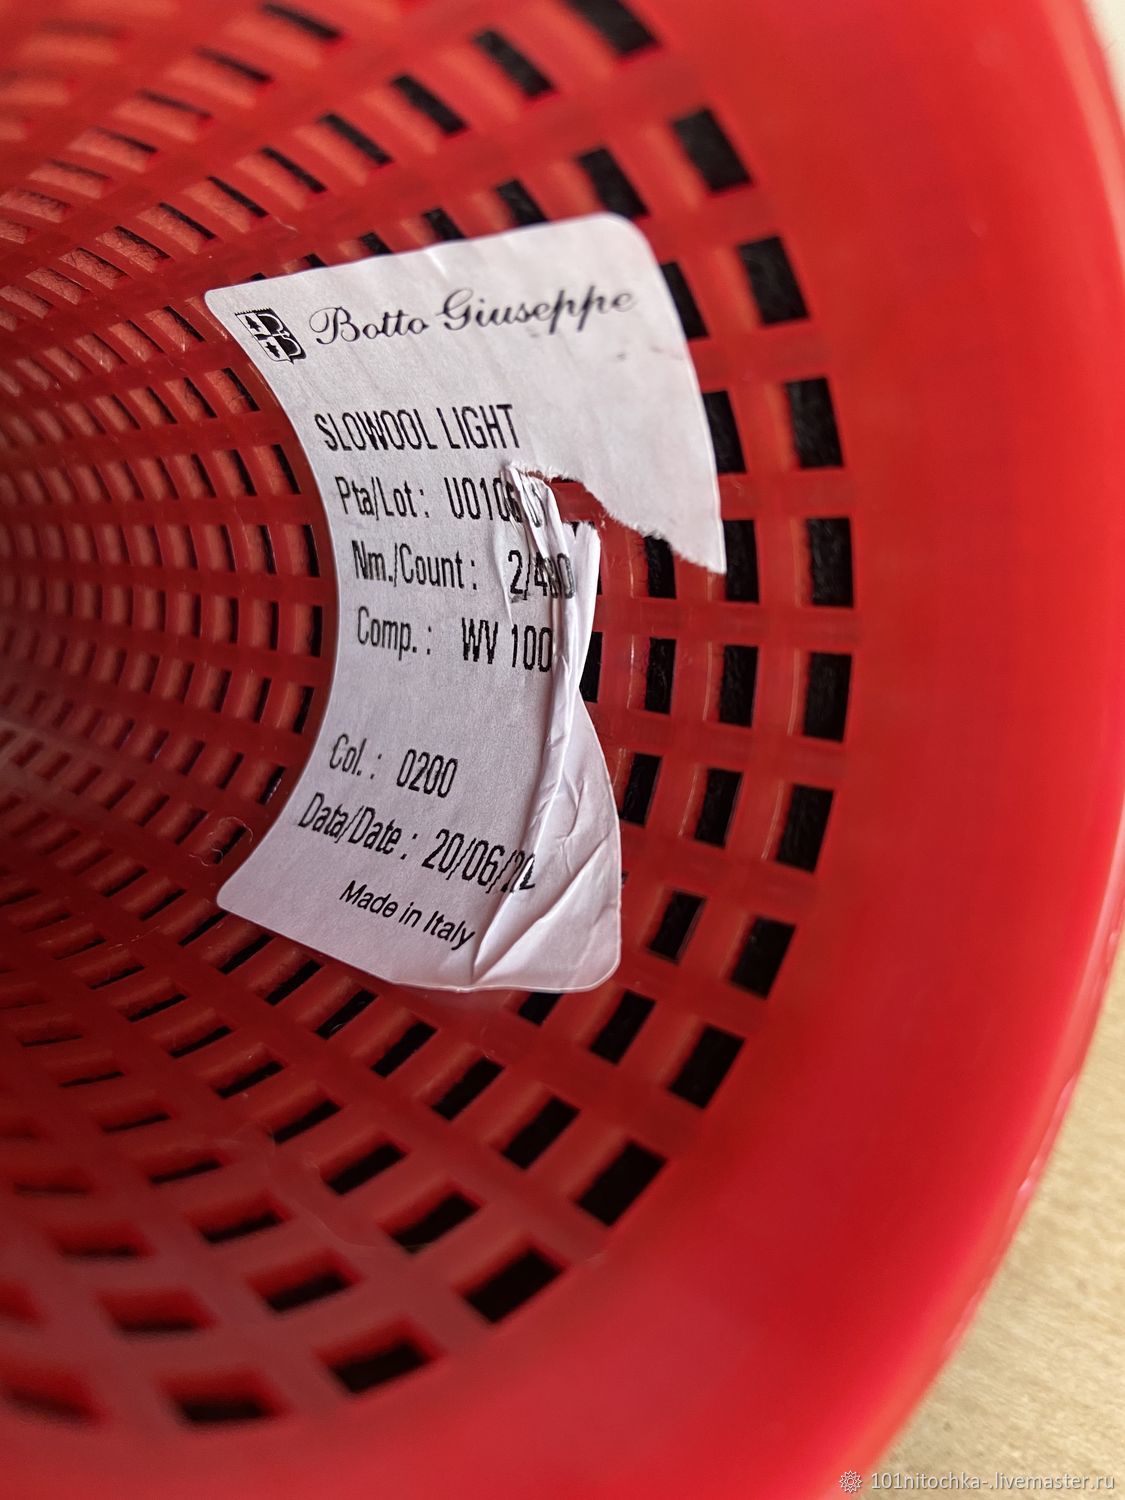 Botto Giuseppe
SLOWOOL LIGHT
Pta/Lot :
Nm./Count :
Comp. : WV 100
Col. : 0200
Data/Date :
Made in Italy
101nitochka-.livemaster.ru